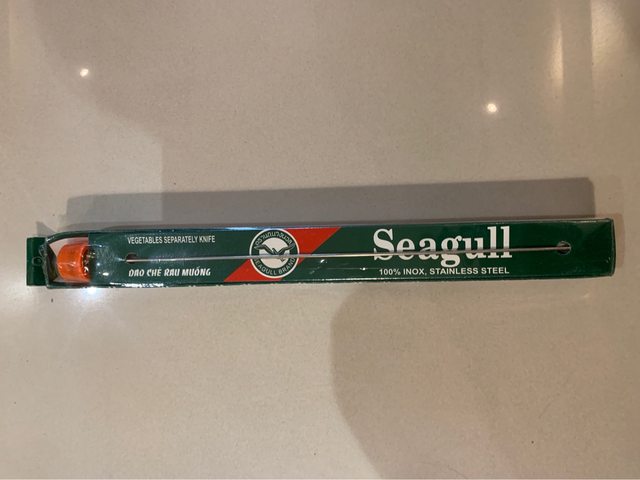 VEGETABLES SEPARATELY KNIFE
DAO CHẺ RAU MUỐNG
SEAGULL BRAND
Seagull
100% INOX, STAINLESS STEEL